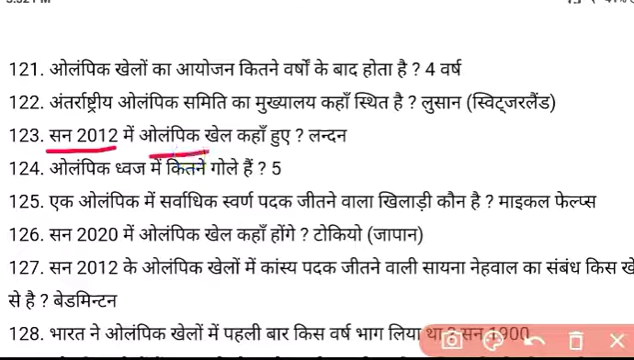 121. ओलंपिक खेलों का आयोजन कितने वर्षों के बाद होता है ? 4 वर्ष
122. अंतर्राष्ट्रीय ओलंपिक समिति का मुख्यालय कहाँ स्थित है ? लुसान (स्विट्जरलैंड)
123. सन 2012 में ओलंपिक खेल कहाँ हुए ? लन्दन
124. ओलंपिक ध्वज में कितने गोले हैं ? 5
125. एक ओलंपिक में सर्वाधिक स्वर्ण पदक जीतने वाला खिलाड़ी कौन है ? माइकल फेल्प्स
126. सन 2020 में ओलंपिक खेल कहाँ होंगे ? टोकियो (जापान)
127. सन 2012 के ओलंपिक खेलों में कांस्य पदक जीतने वाली सायना नेहवाल का संबंध किस
से है ? बेडमिन्टन
128. भारत ने ओलंपिक खेलों में पहली बार किस वर्ष भाग लिया था ? सन 1900